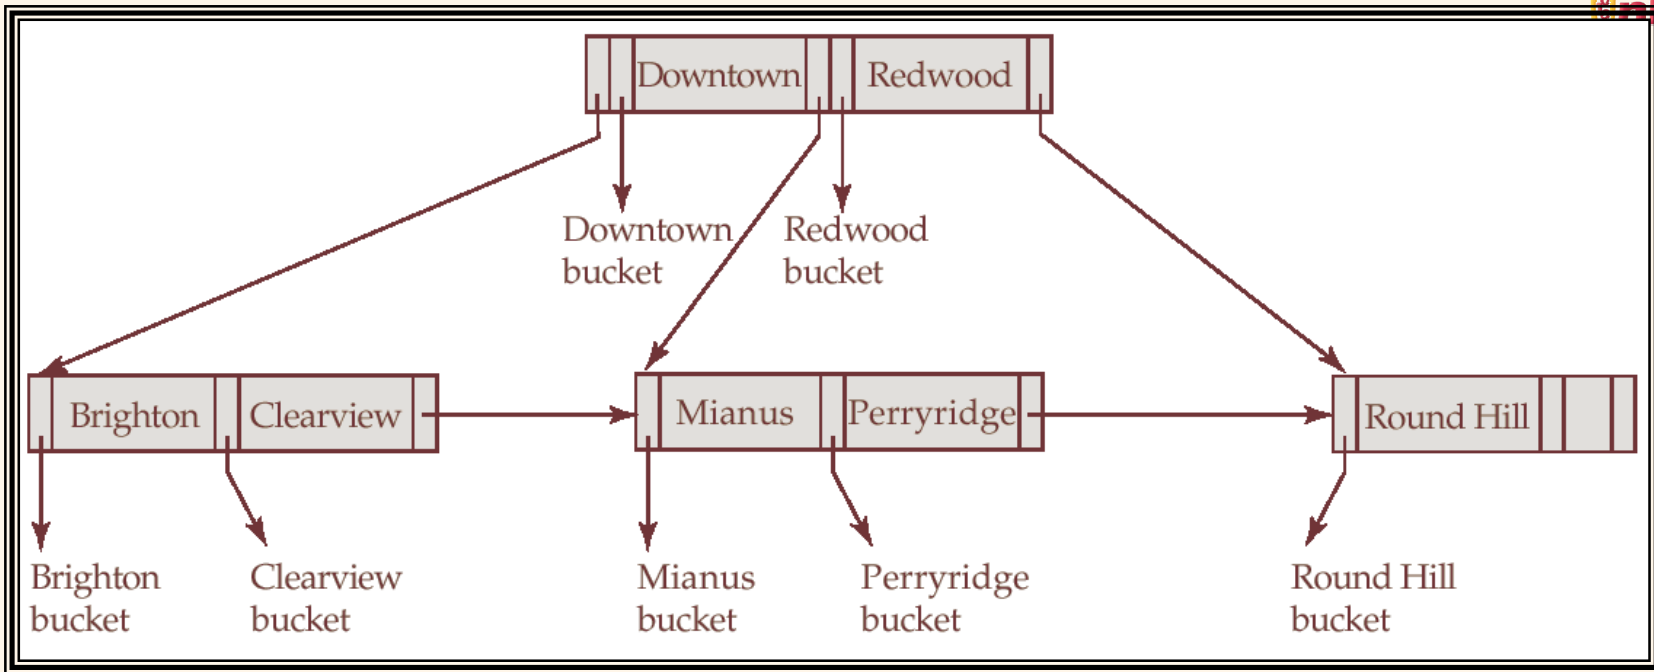 Downtown Redwood
Downtown
bucket
Redwood
bucket
Brighton Clearview
Mianus Perryridge
Round Hill
Brighton
bucket
Clearview
bucket
Mianus
bucket
Perryridge
bucket
Round Hill
bucket